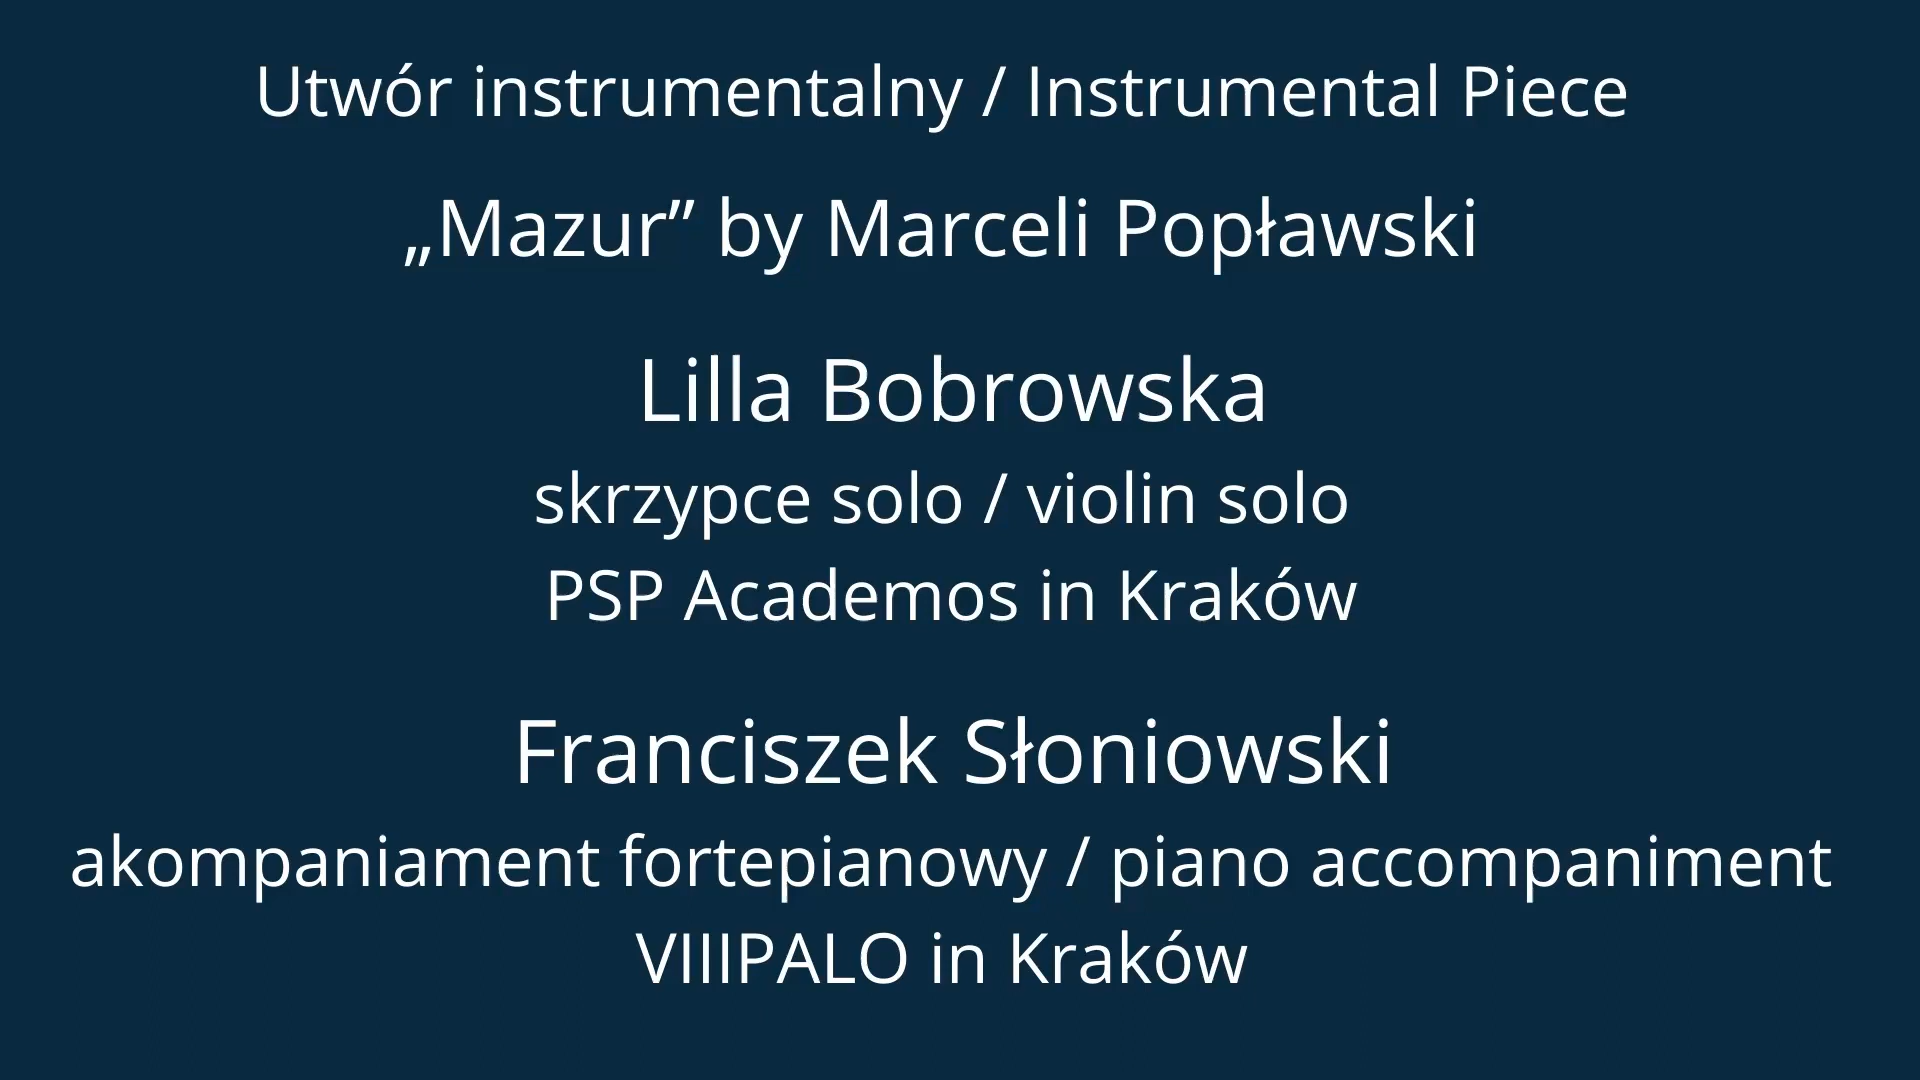 Utwór instrumentalny / Instrumental Piece
„Mazur” by Marceli Popławski
Lilla Bobrowska
skrzypce solo / violin solo
PSP Academos in Kraków
Franciszek Słoniowski
akompaniament fortepianowy / piano accompaniment
VIIIPALO in Kraków